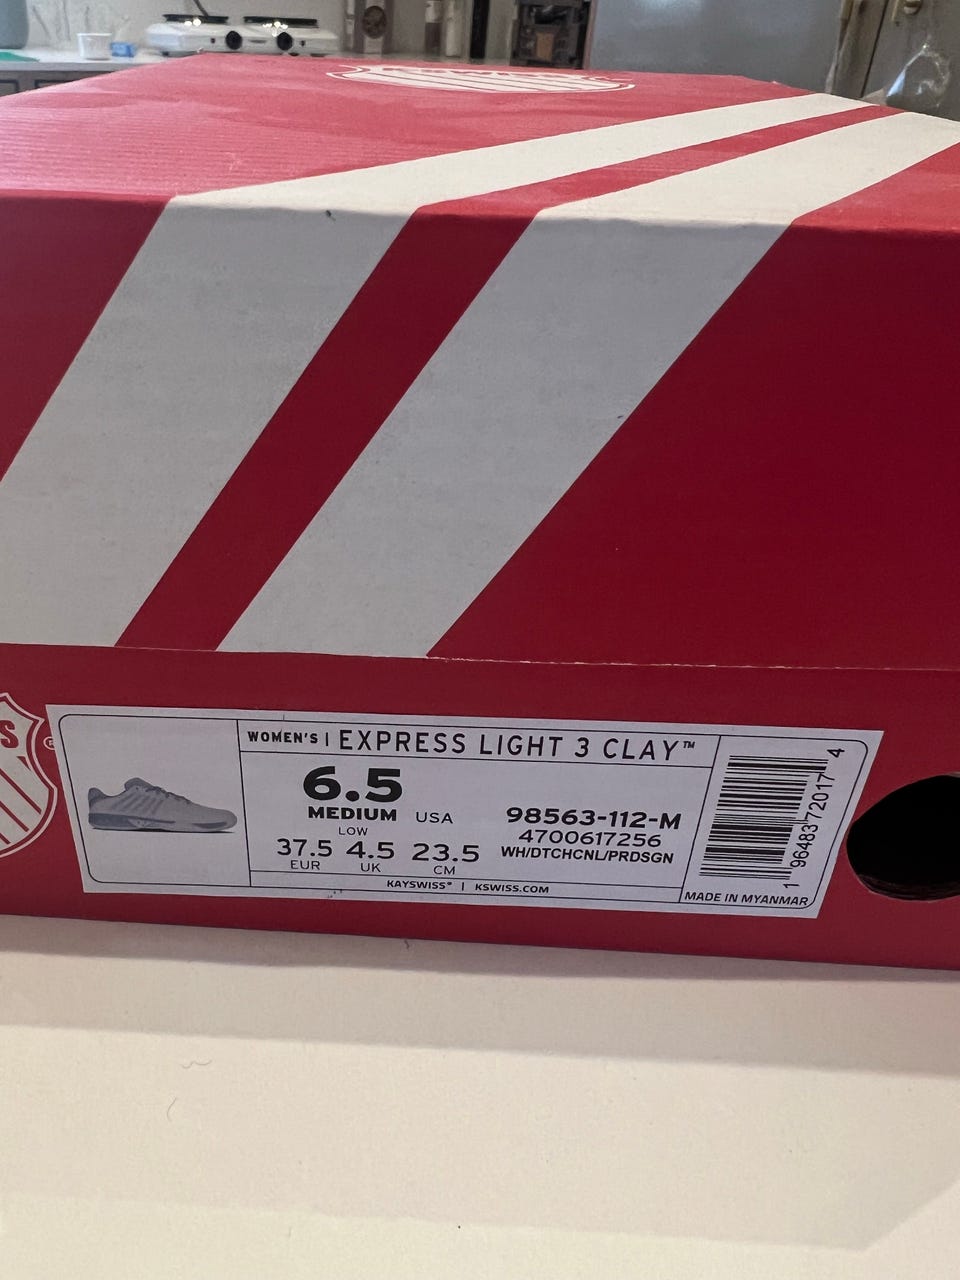 S
®
WOMEN'S | EXPRESS LIGHT 3 CLAY™
6.5
MEDIUM USA
LOW
37.5 4.5 23.5
EUR UK CM
98563-112-M
4700617256
WH/DTCHCNL/PRDSGN
KAYSWISS® | KSWISS.COM
1 96483 72017 4
MADE IN MYANMAR